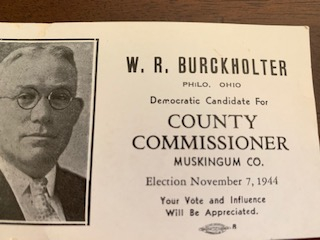 W. R. BURCKHOLTER
PHILO, OHIO
Democratic Candidate For
COUNTY
COMMISSIONER
MUSKINGUM CO.
Election November 7, 1944
Your Vote and Influence
Will Be Appreciated.